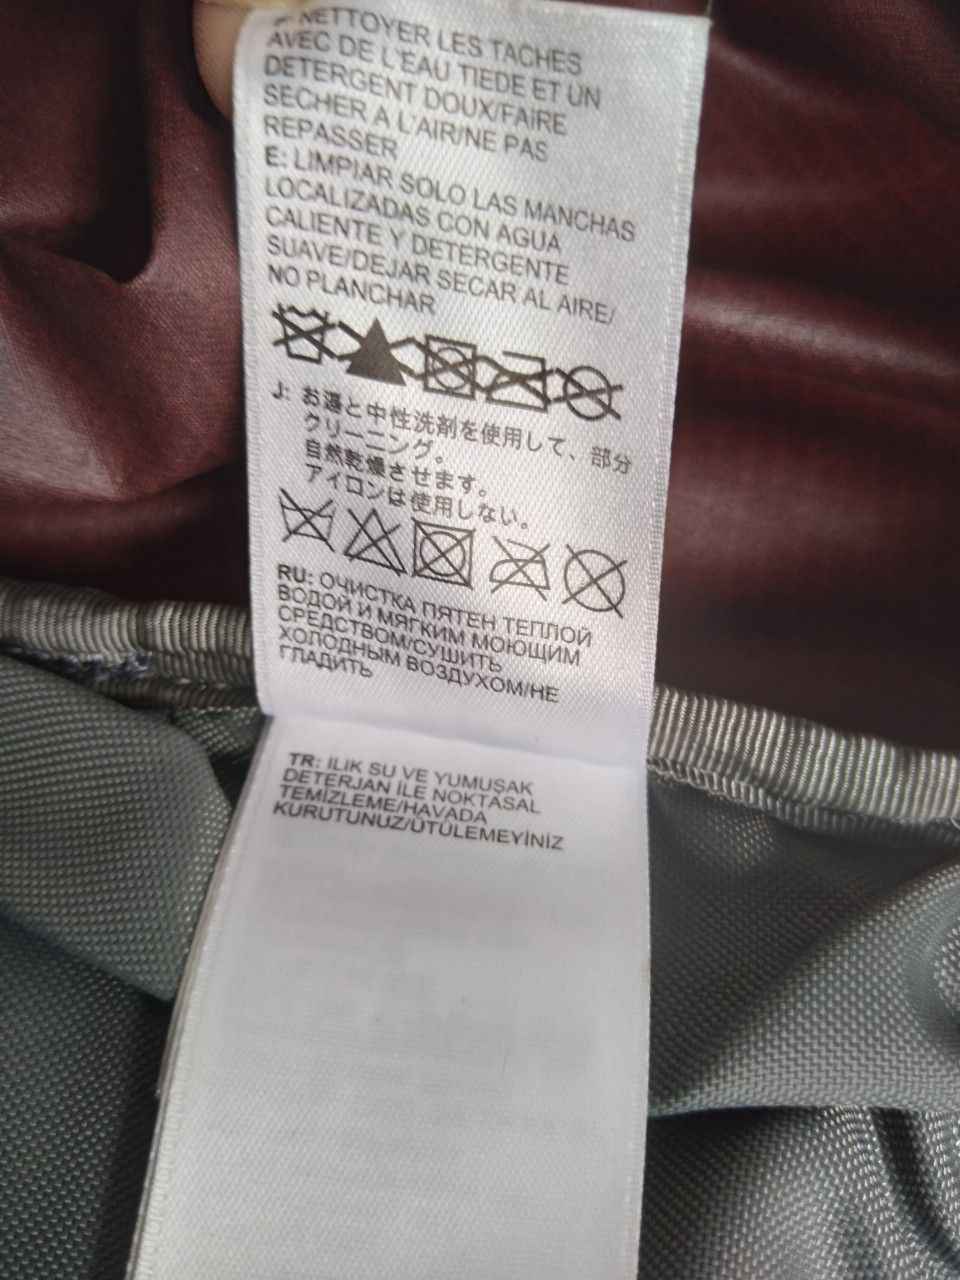 F: NETTOYER LES TACHES
AVEC DE L'EAU TIEDE ET UN
DETERGENT DOUX/FAIRE
SECHER A L'AIR/NE PAS
REPASSER
E: LIMPIAR SOLO LAS MANCHAS
LOCALIZADAS CON AGUA
CALIENTE Y DETERGENTE
SUAVE/DEJAR SECAR AL AIRE/
NO PLANCHAR
J: お湯と中性洗剤を使用して、部分
クリーニング。
自然乾燥させます。
アイロンは使用しない。
RU: ОЧИСТКА ПЯТЕН ТЕПЛОЙ
ВОДОЙ И МЯГКИМ МОЮЩИМ
СРЕДСТВОМ/СУШИТЬ
ХОЛОДНЫМ ВОЗДУХОМ/НЕ
ГЛАДИТЬ
TR: ILIK SU VE YUMUŞAK
DETERJAN ILE NOKTASAL
TEMİZLEME/HAVADA
KURUTUNUZ/ÜTÜLEMEYİNİZ